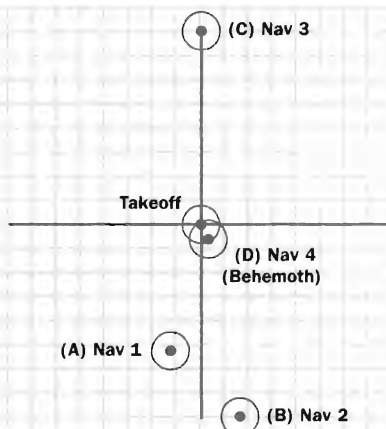 (C) Nav 3
Takeoff
(D) Nav 4
(Behemoth)
(A) Nav 1
(B) Nav 2